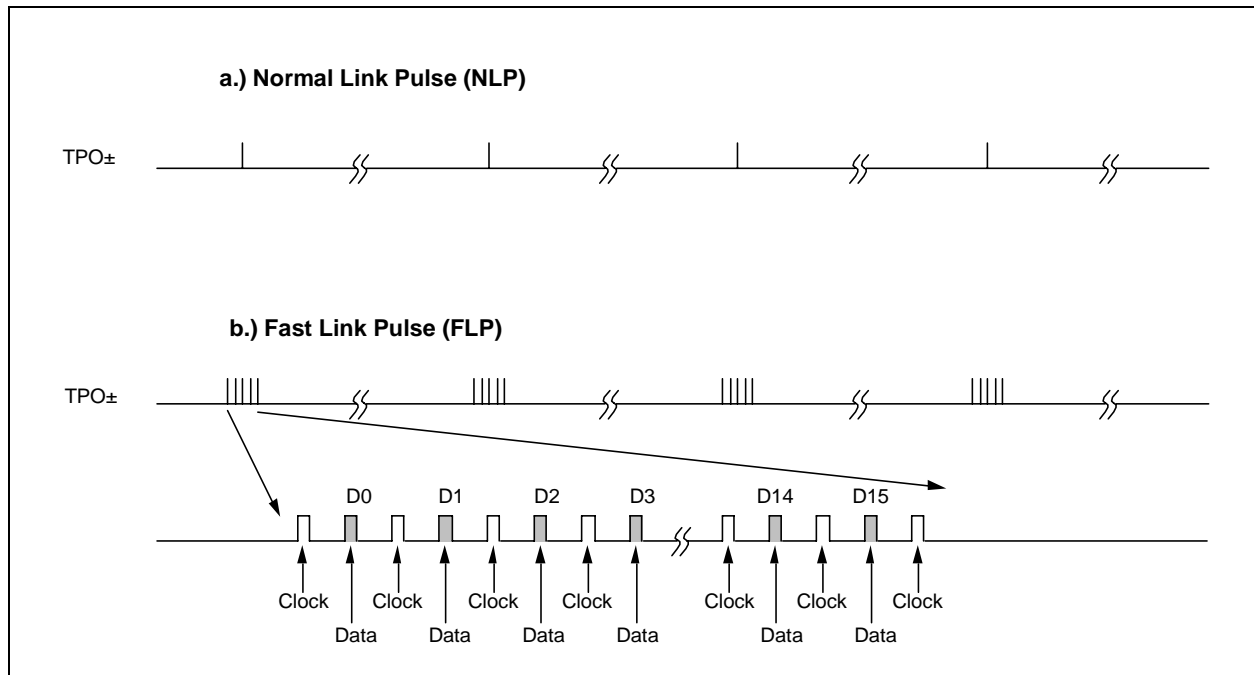 a.) Normal Link Pulse (NLP)
TPO±
b.) Fast Link Pulse (FLP)
TPO±
D0 D1 D2 D3 D14 D15
Clock Clock Clock Clock Clock Clock Clock
Data Data Data Data Data Data